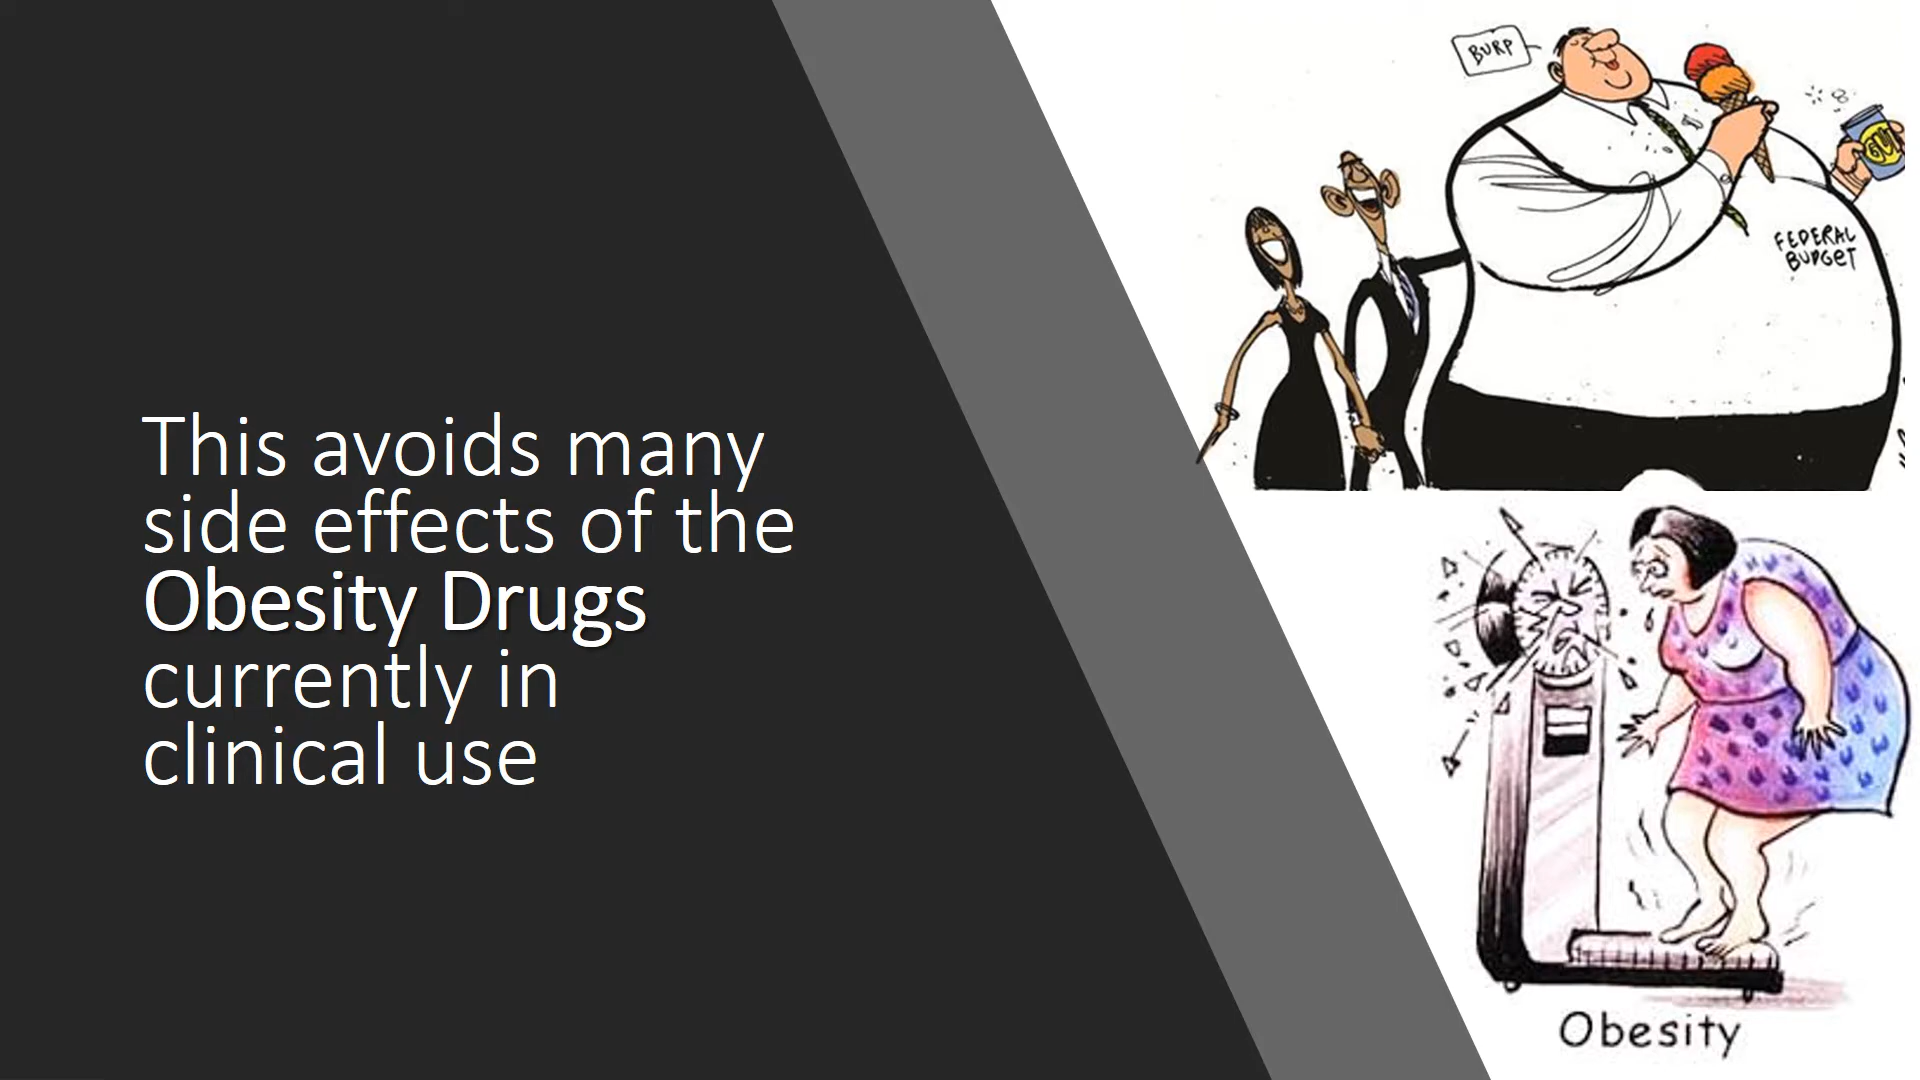 This avoids many
side effects of the
Obesity Drugs
currently in
clinical use
BURP
FEDERAL
BUDGET
Obesity